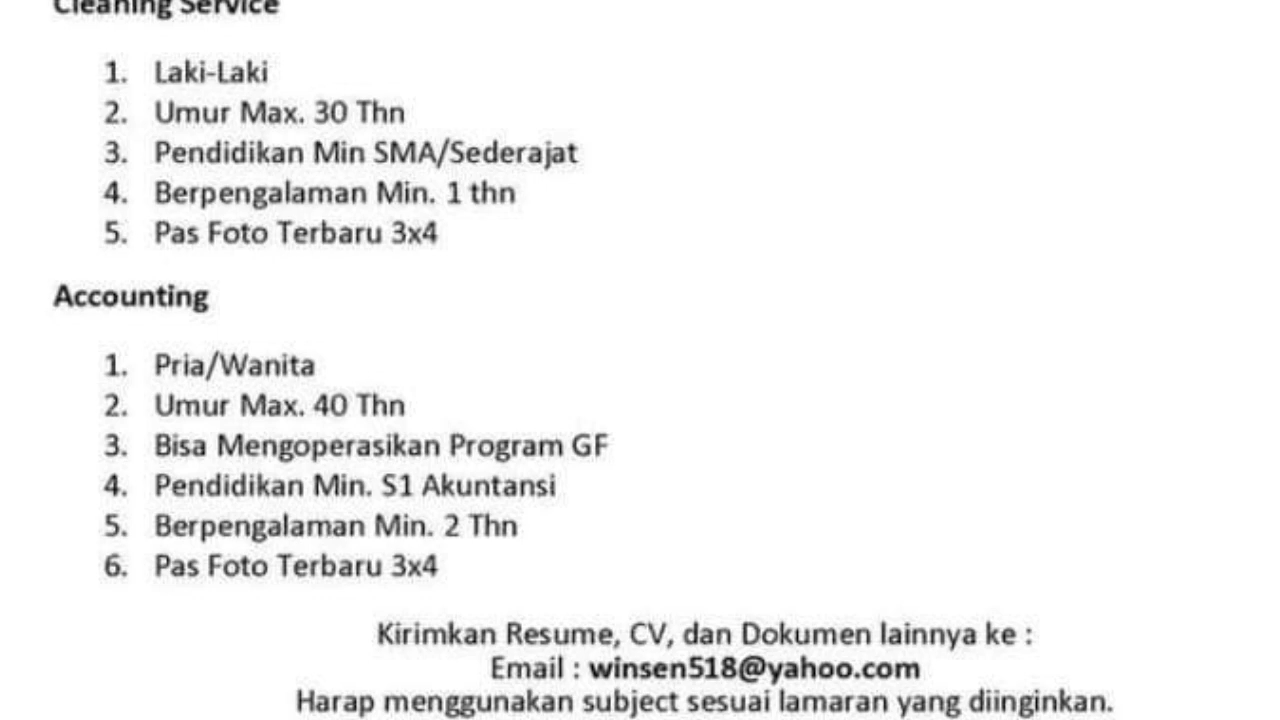 Cleaning Service
1. Laki-Laki
2. Umur Max. 30 Thn
3. Pendidikan Min SMA/Sederajat
4. Berpengalaman Min. 1 thn
5. Pas Foto Terbaru 3x4
Accounting
1. Pria/Wanita
2. Umur Max. 40 Thn
3. Bisa Mengoperasikan Program GF
4. Pendidikan Min. S1 Akuntansi
5. Berpengalaman Min. 2 Thn
6. Pas Foto Terbaru 3x4
Kirimkan Resume, CV, dan Dokumen lainnya ke :
Email : winsen518@yahoo.com
Harap menggunakan subject sesuai lamaran yang diinginkan.